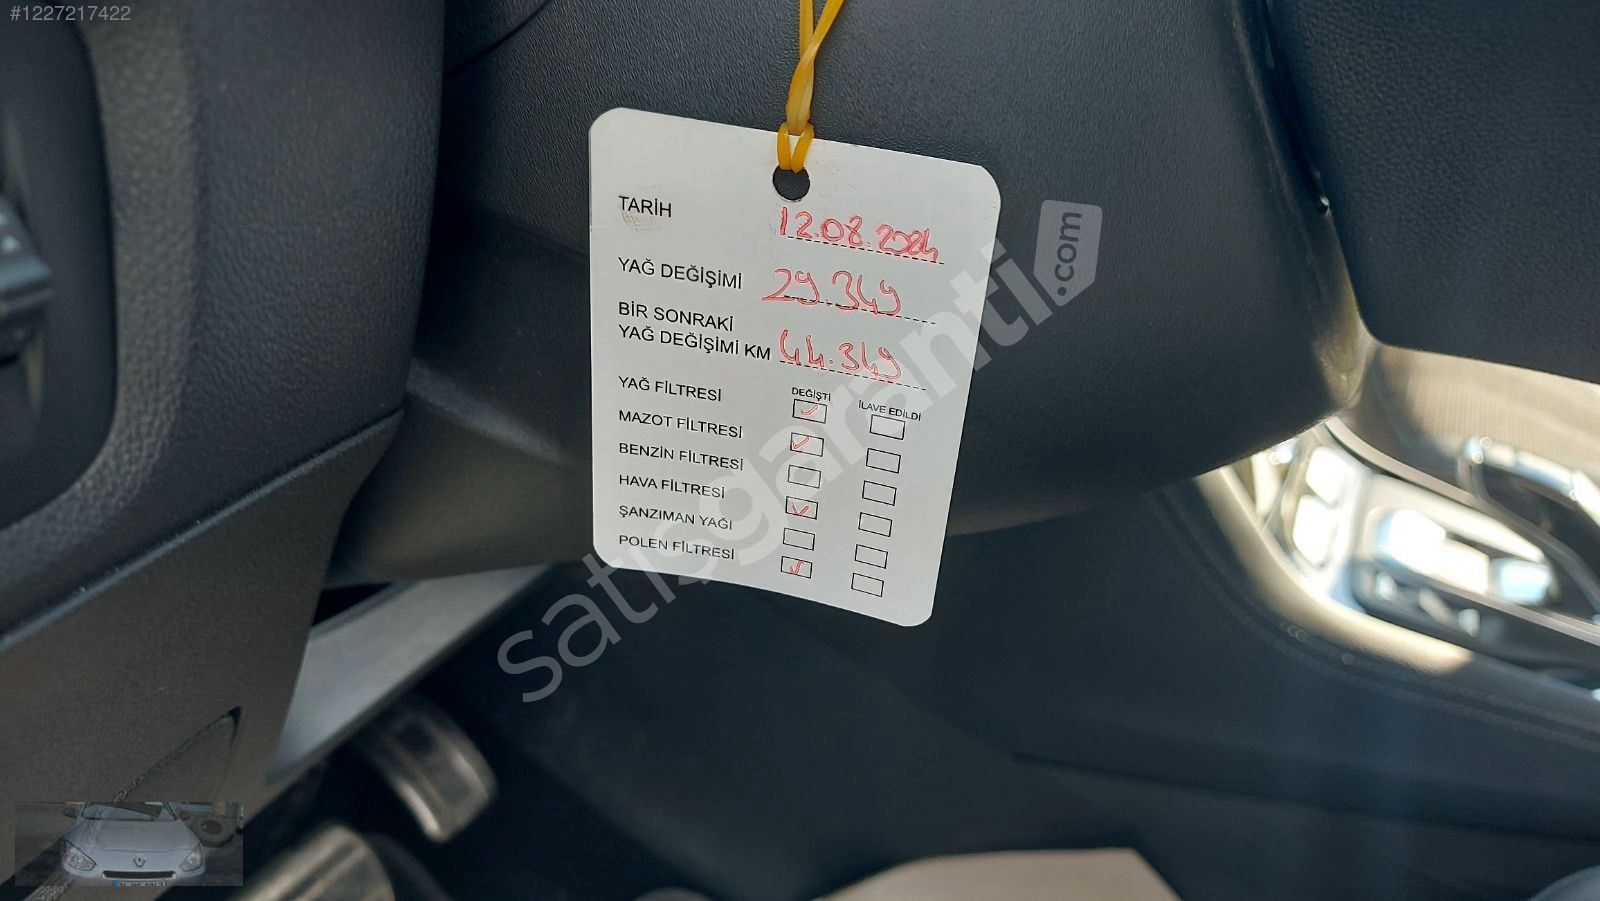 #1227217422
TARİH 12.08.2024
YAĞ DEĞİŞİMİ 29.349
BİR SONRAKİ
YAĞ DEĞİŞİMİ KM 44.349
DEĞİŞTİ İLAVE EDİLDİ
YAĞ FİLTRESİ
MAZOT FİLTRESİ
BENZİN FİLTRESİ
HAVA FİLTRESİ
ŞANZIMAN YAĞI
POLEN FİLTRESİ
satışgaranti.com